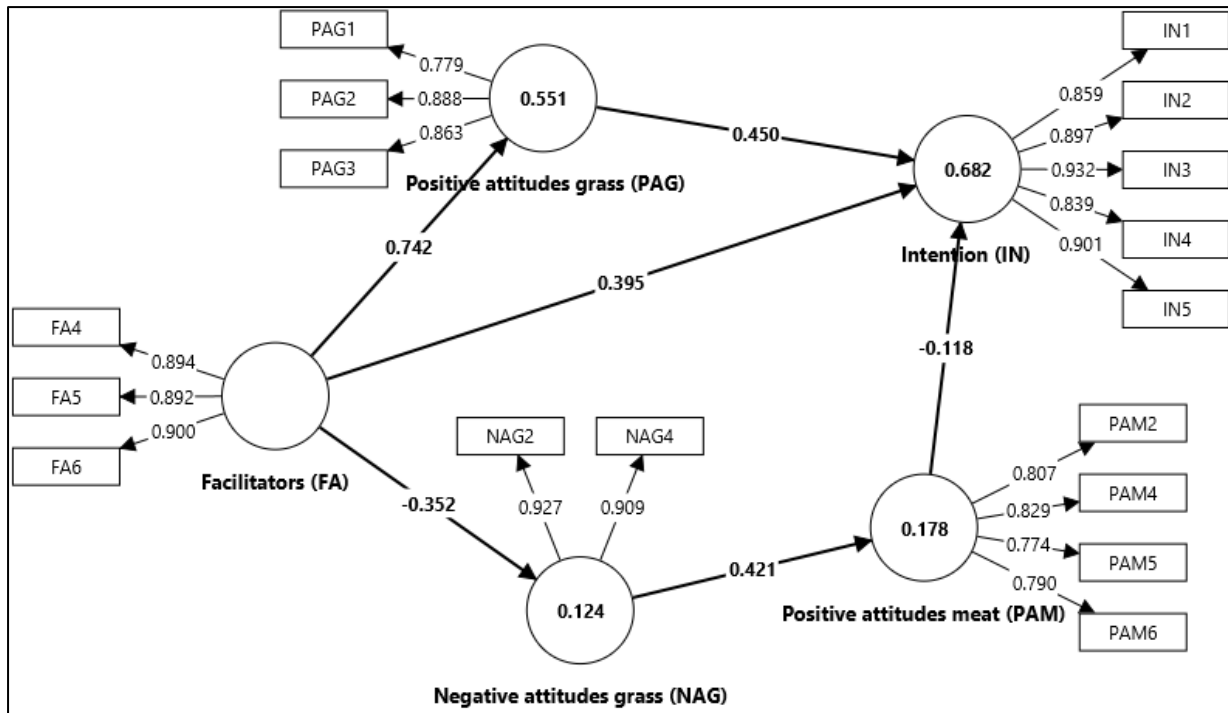 PAG1
PAG2
PAG3
0.779
0.888
0.863
0.551
Positive attitudes grass (PAG)
0.450
IN1
IN2
IN3
IN4
IN5
0.859
0.897
0.932
0.839
0.901
0.682
Intention (IN)
0.742
0.395
-0.118
FA4
FA5
FA6
0.894
0.892
0.900
Facilitators (FA)
-0.352
NAG2
NAG4
0.927
0.909
0.124
Negative attitudes grass (NAG)
0.421
0.178
Positive attitudes meat (PAM)
0.807
0.829
0.774
0.790
PAM2
PAM4
PAM5
PAM6